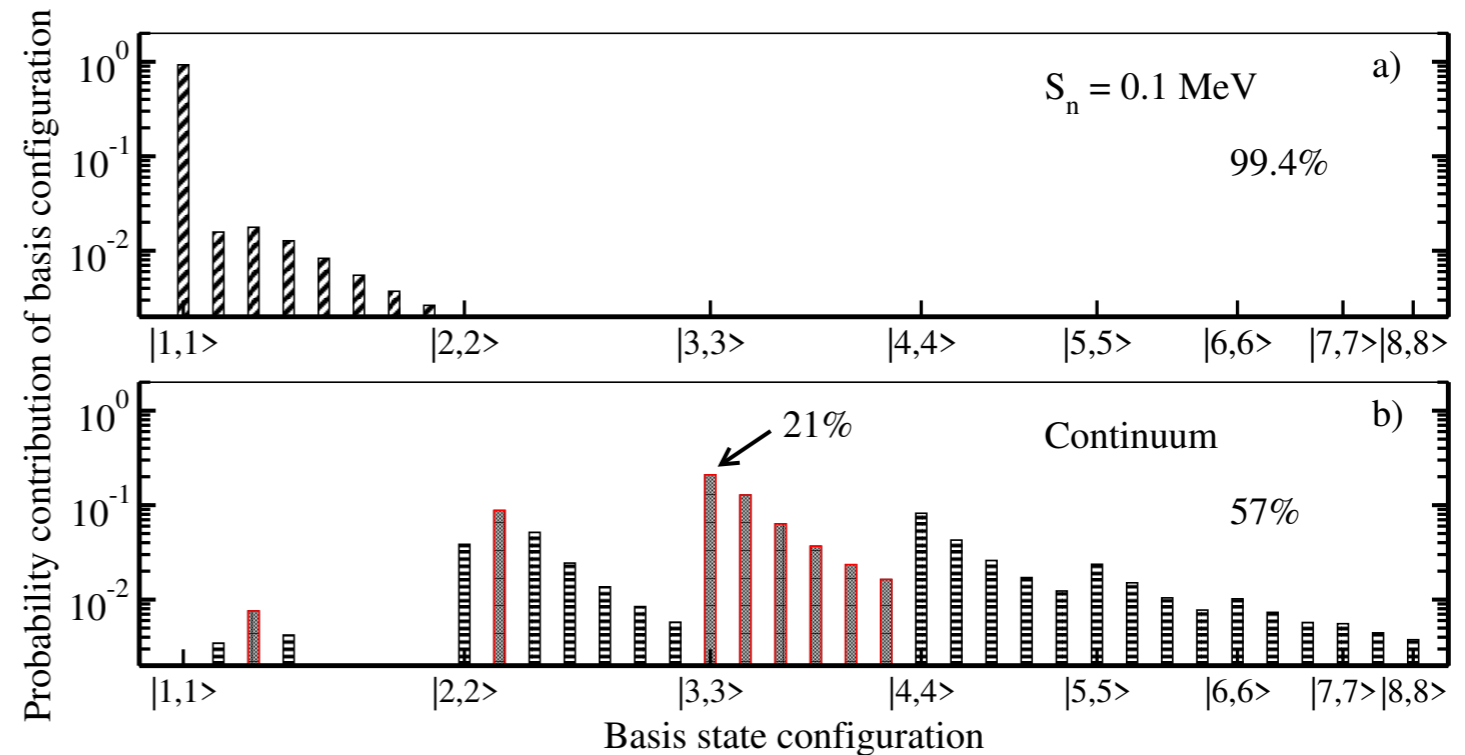 Probability contribution of basis configuration
10^0
10^-1
10^-2
S_n = 0.1 MeV
a)
99.4%
|1,1> |2,2> |3,3> |4,4> |5,5> |6,6> |7,7> |8,8>
10^0
10^-1
10^-2
21%
Continuum
b)
57%
|1,1> |2,2> |3,3> |4,4> |5,5> |6,6> |7,7> |8,8>
Basis state configuration